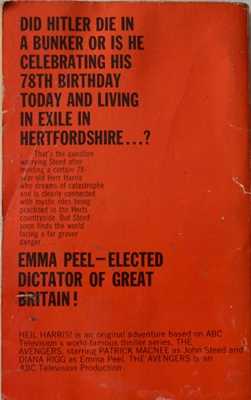 DID HITLER DIE IN
A BUNKER OR IS HE
CELEBRATING HIS
78TH BIRTHDAY
TODAY AND LIVING
IN EXILE IN
HERTFORDSHIRE...?
. . . That's the question
worrying Steed after
meeting a certain 78-
year-old Herr Harris
who dreams of catastrophe
and is clearly connected
with mystic rites being
practised in the Herts
countryside. But Steed
soon finds the world
facing a far graver
danger . . . .
EMMA PEEL—ELECTED
DICTATOR OF GREAT
BRITAIN!
HEIL HARRIS! is an original adventure based on ABC
Television's world-famous thriller series, THE
AVENGERS, starring PATRICK MACNEE as John Steed and
DIANA RIGG as Emma Peel. THE AVENGERS is an
ABC Television Production